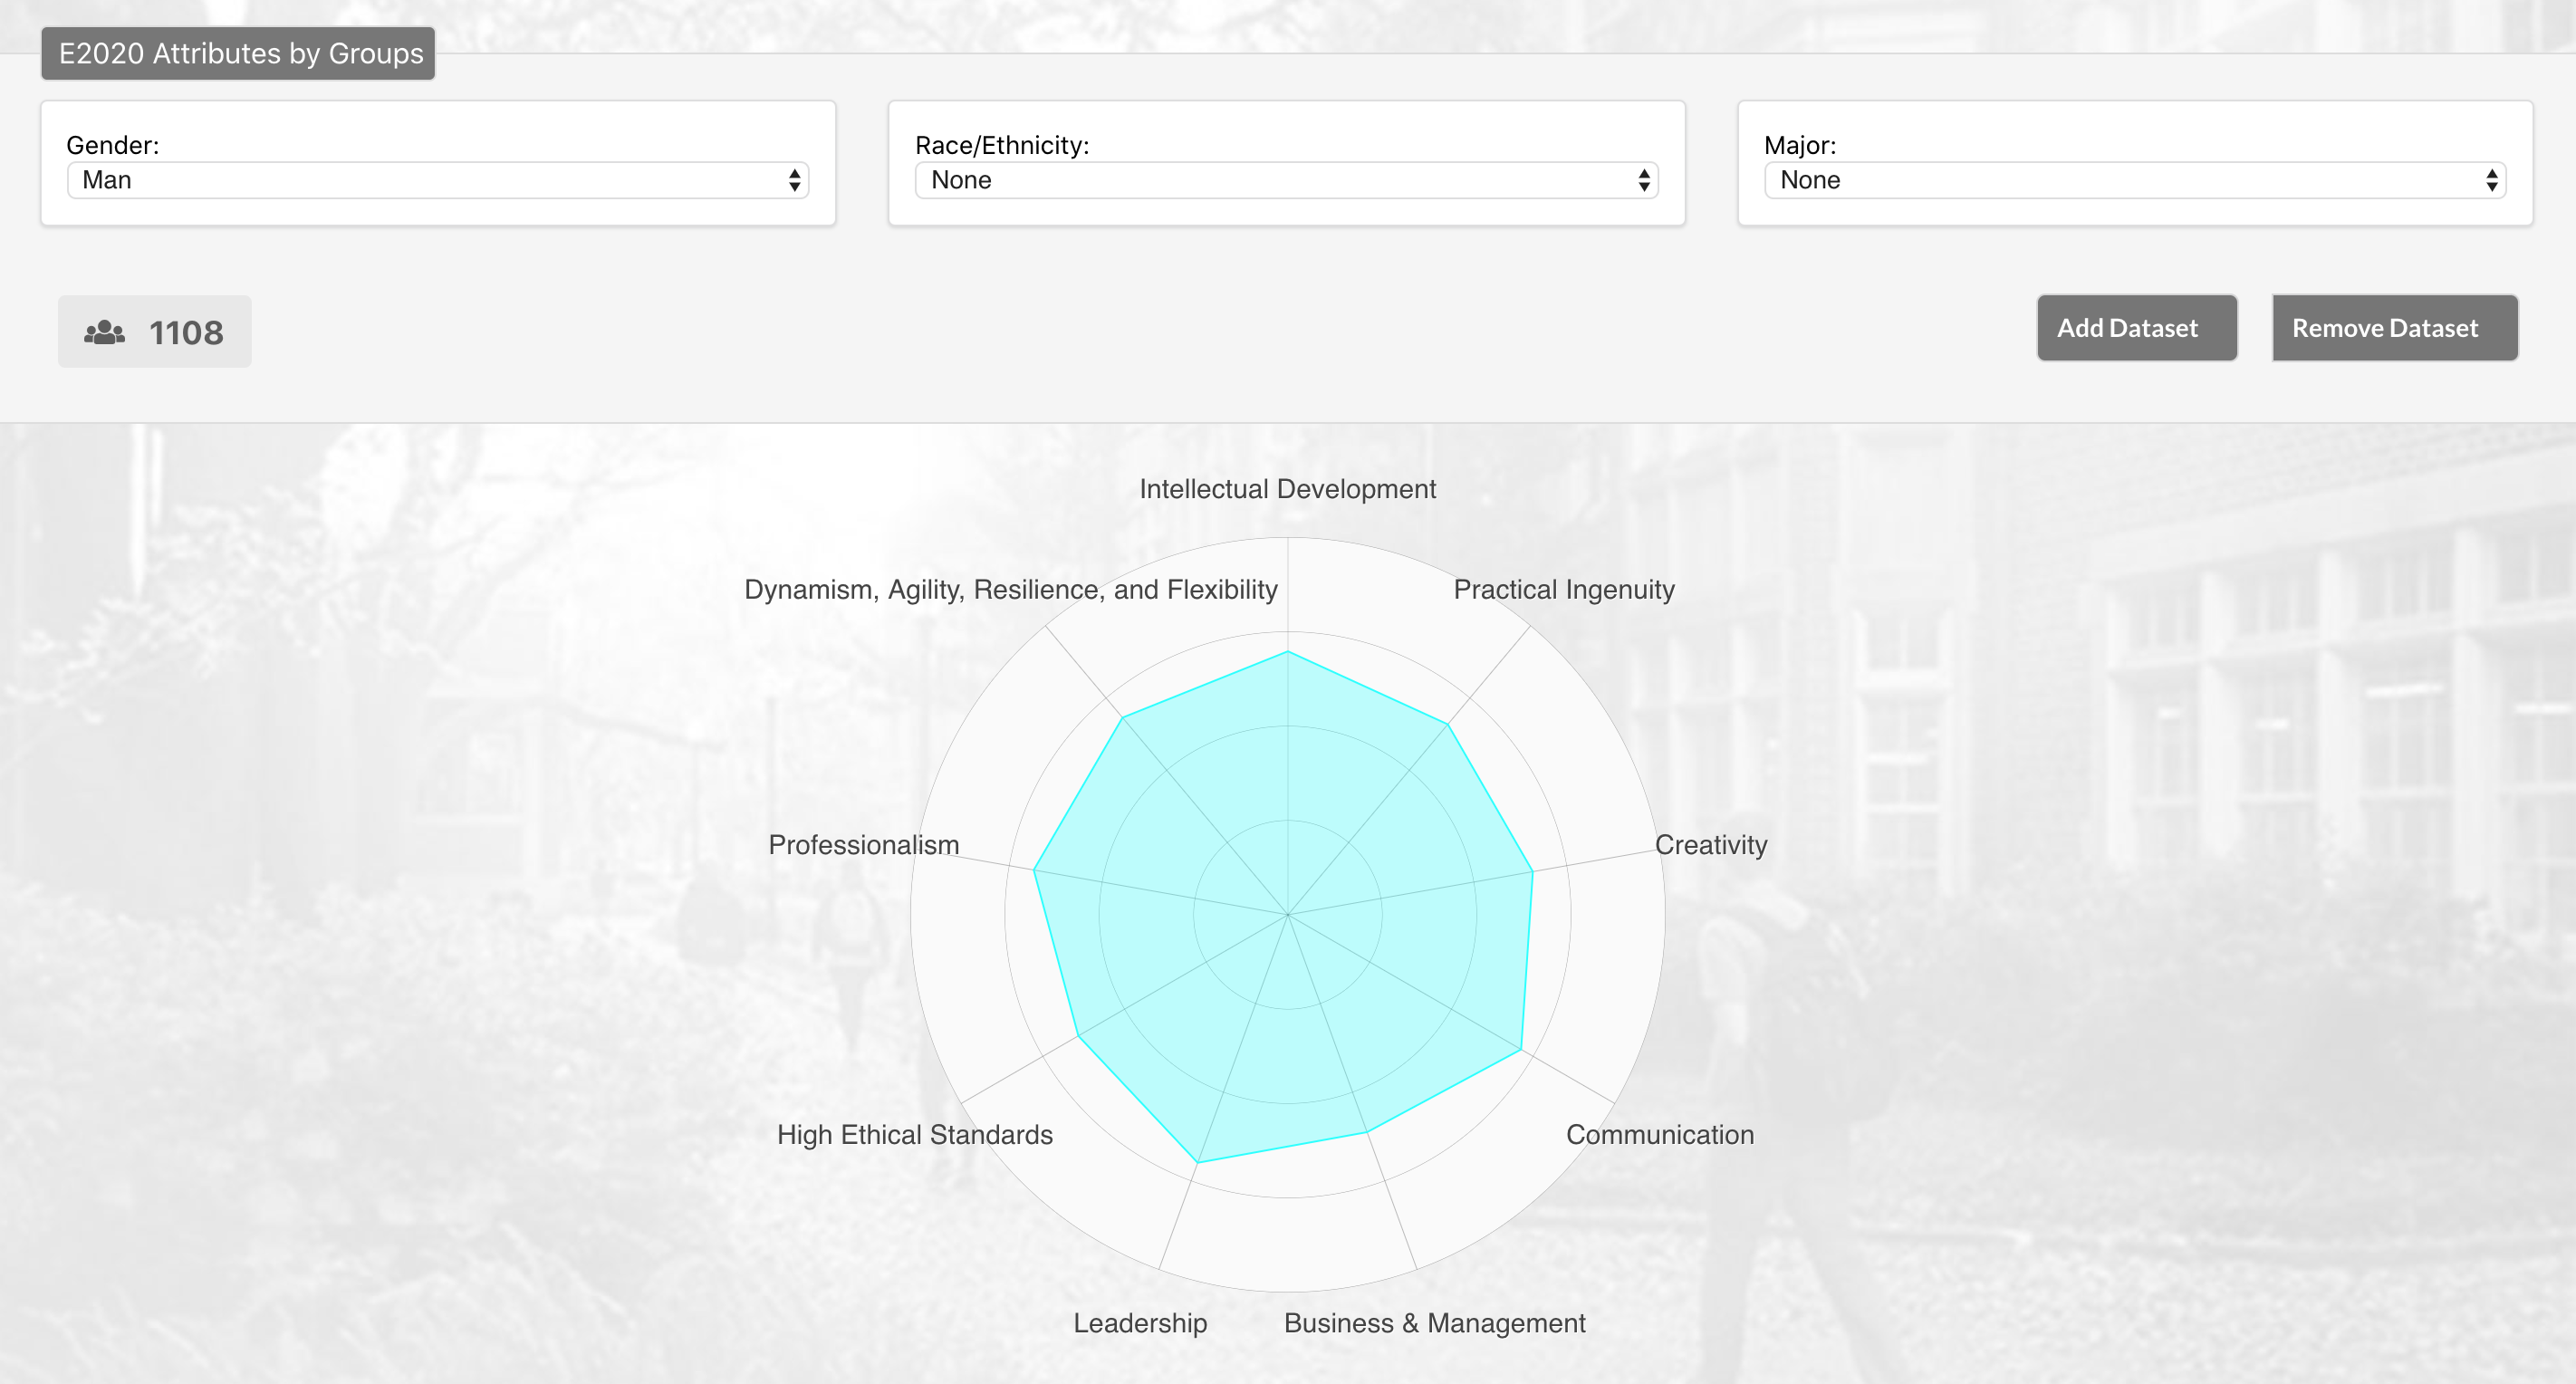 E2020 Attributes by Groups
Gender:
Man
Race/Ethnicity:
None
Major:
None
1108
Add Dataset
Remove Dataset
Intellectual Development
Dynamism, Agility, Resilience, and Flexibility
Practical Ingenuity
Professionalism
Creativity
High Ethical Standards
Communication
Leadership
Business & Management